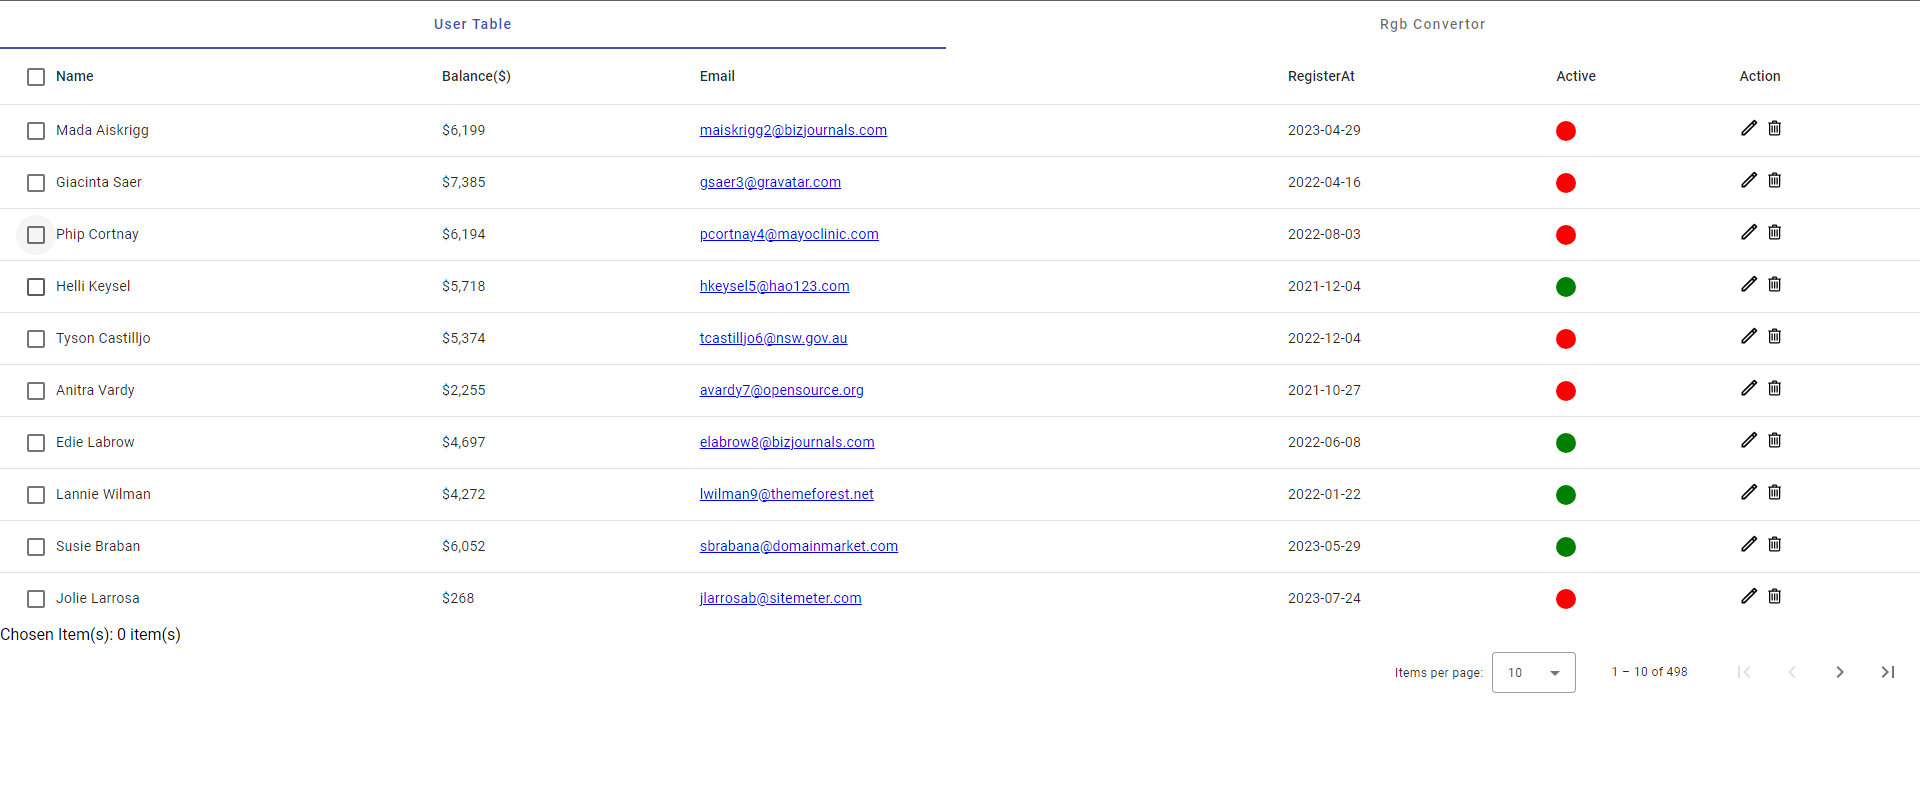 User Table Rgb Convertor
Name Balance($) Email RegisterAt Active Action
Mada Aiskrigg $6,199 maiskrigg2@bizjournals.com 2023-04-29
Giacinta Saer $7,385 gsaer3@gravatar.com 2022-04-16
Phip Cortnay $6,194 pcortnay4@mayoclinic.com 2022-08-03
Helli Keysel $5,718 hkeysel5@hao123.com 2021-12-04
Tyson Castilljo $5,374 tcastilljo6@nsw.gov.au 2022-12-04
Anitra Vardy $2,255 avardy7@opensource.org 2021-10-27
Edie Labrow $4,697 elabrow8@bizjournals.com 2022-06-08
Lannie Wilman $4,272 lwilman9@themeforest.net 2022-01-22
Susie Braban $6,052 sbrabana@domainmarket.com 2023-05-29
Jolie Larrosa $268 jlarrosab@sitemeter.com 2023-07-24
Chosen Item(s): 0 item(s)
Items per page: 10 1 – 10 of 498